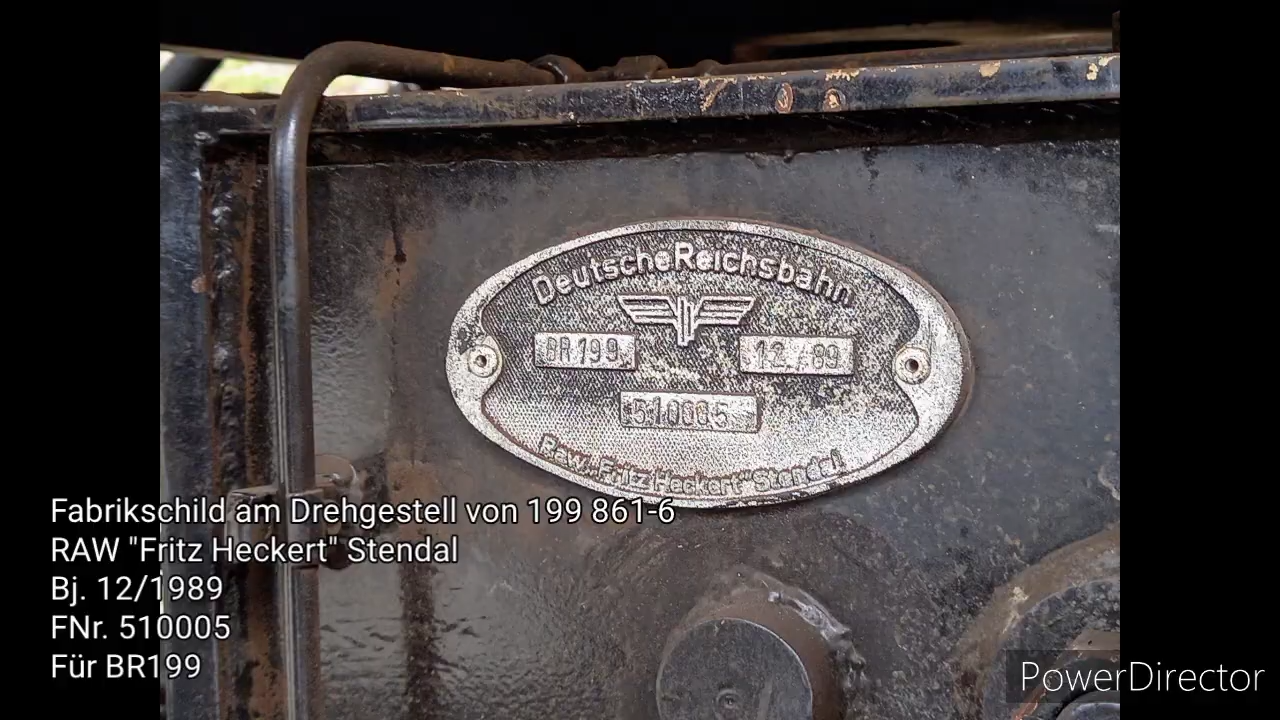 DeutscheReichsbahn
BR 199
12/89
510005
Raw „Fritz Heckert“ Stendal
Fabrikschild am Drehgestell von 199 861-6
RAW "Fritz Heckert" Stendal
Bj. 12/1989
FNr. 510005
Für BR199
PowerDirector